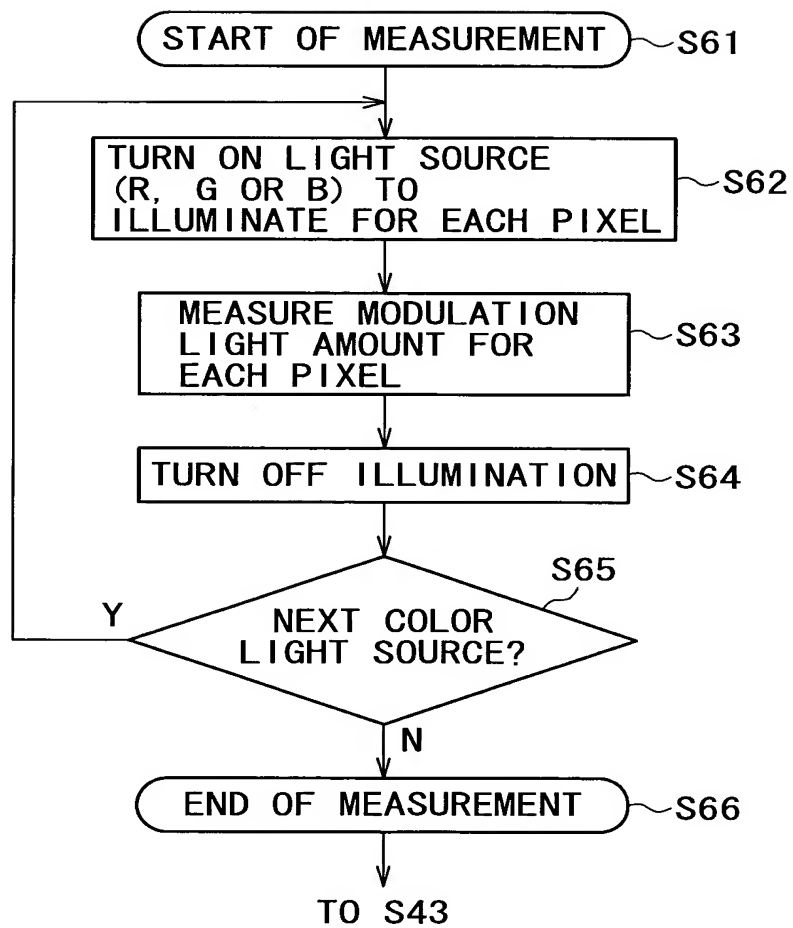 START OF MEASUREMENT S61
TURN ON LIGHT SOURCE
(R, G OR B) TO
ILLUMINATE FOR EACH PIXEL
S62
MEASURE MODULATION
LIGHT AMOUNT FOR
EACH PIXEL
S63
TURN OFF ILLUMINATION S64
S65
Y
NEXT COLOR
LIGHT SOURCE?
N
END OF MEASUREMENT S66
TO S43